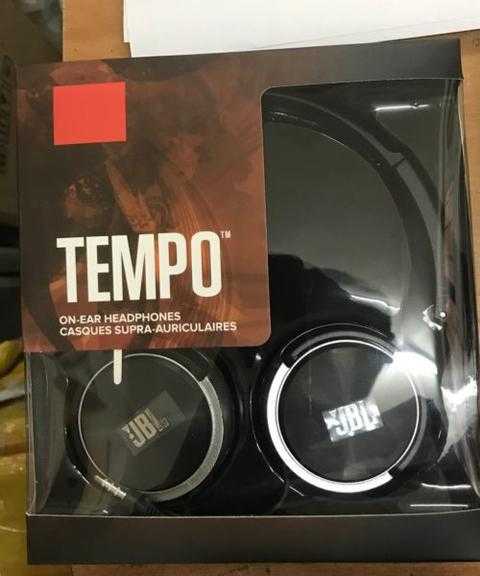 TEMPO™
ON-EAR HEADPHONES
CASQUES SUPRA-AURICULAIRES
JBL
JBL